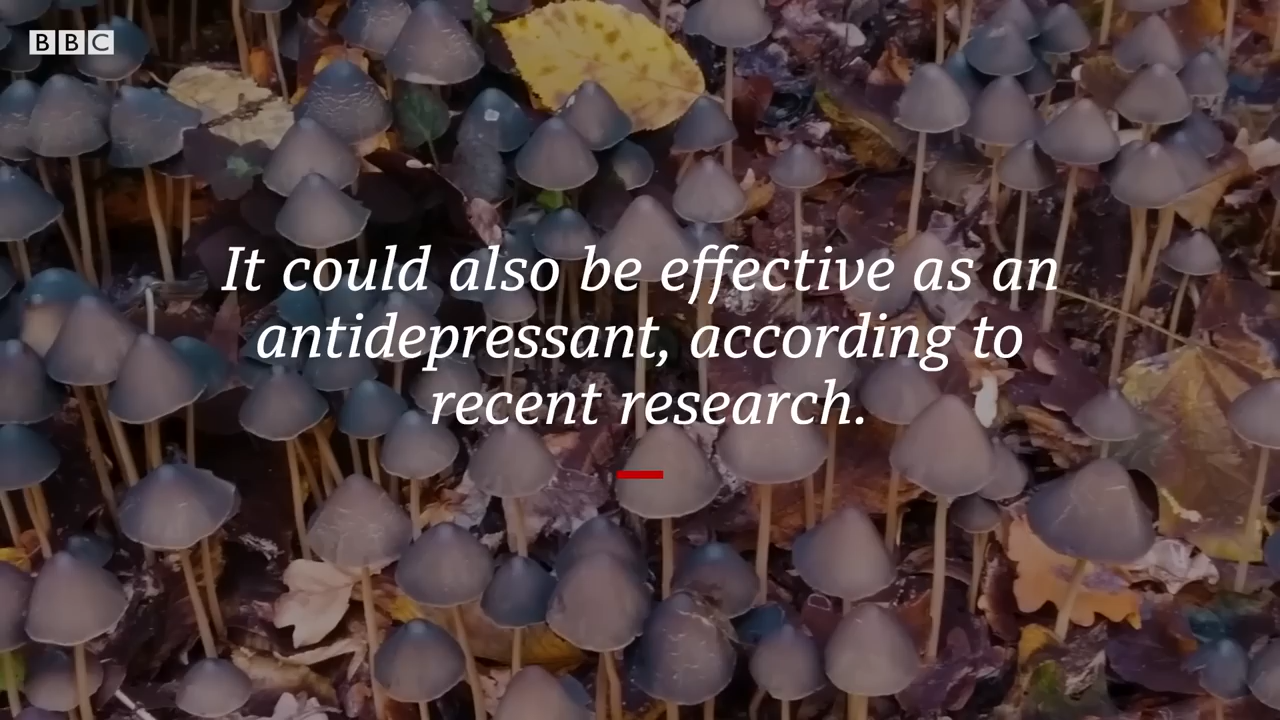 BBC
It could also be effective as an
antidepressant, according to
recent research.